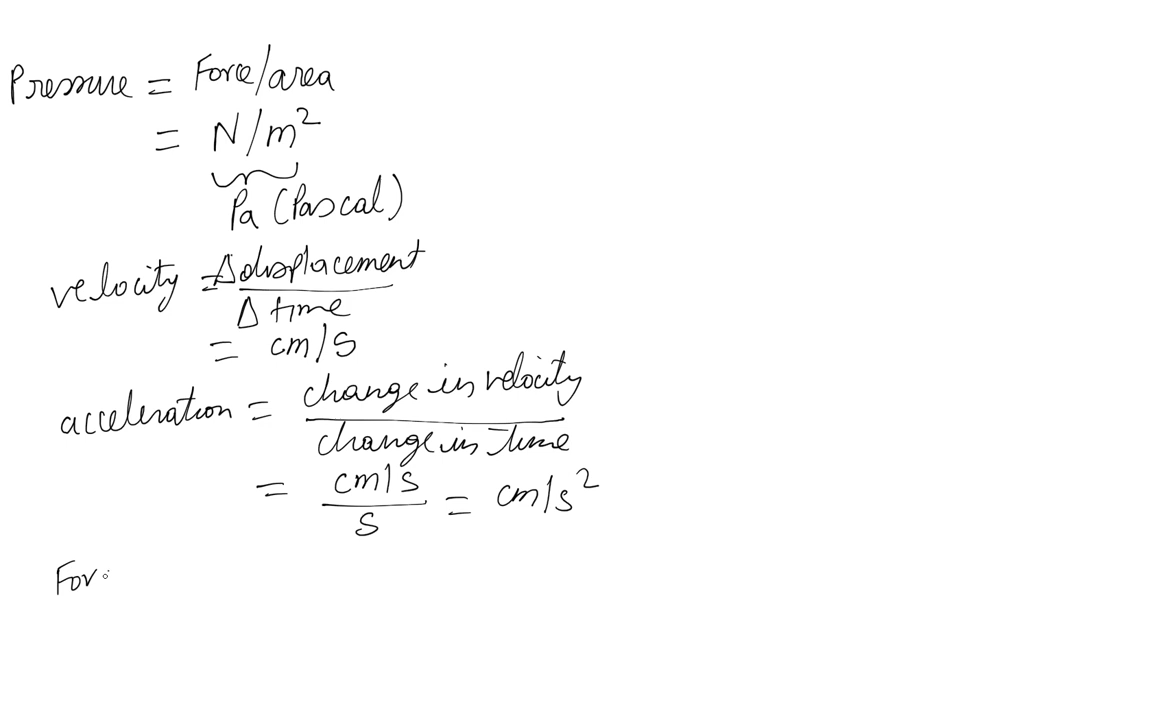 Pressure = Force/area
= N/m²
Pa (Pascal)
velocity = Δdisplacement
Δ time
= cm/s
acceleration = change in velocity
change in time
= cm/s = cm/s²
s
For